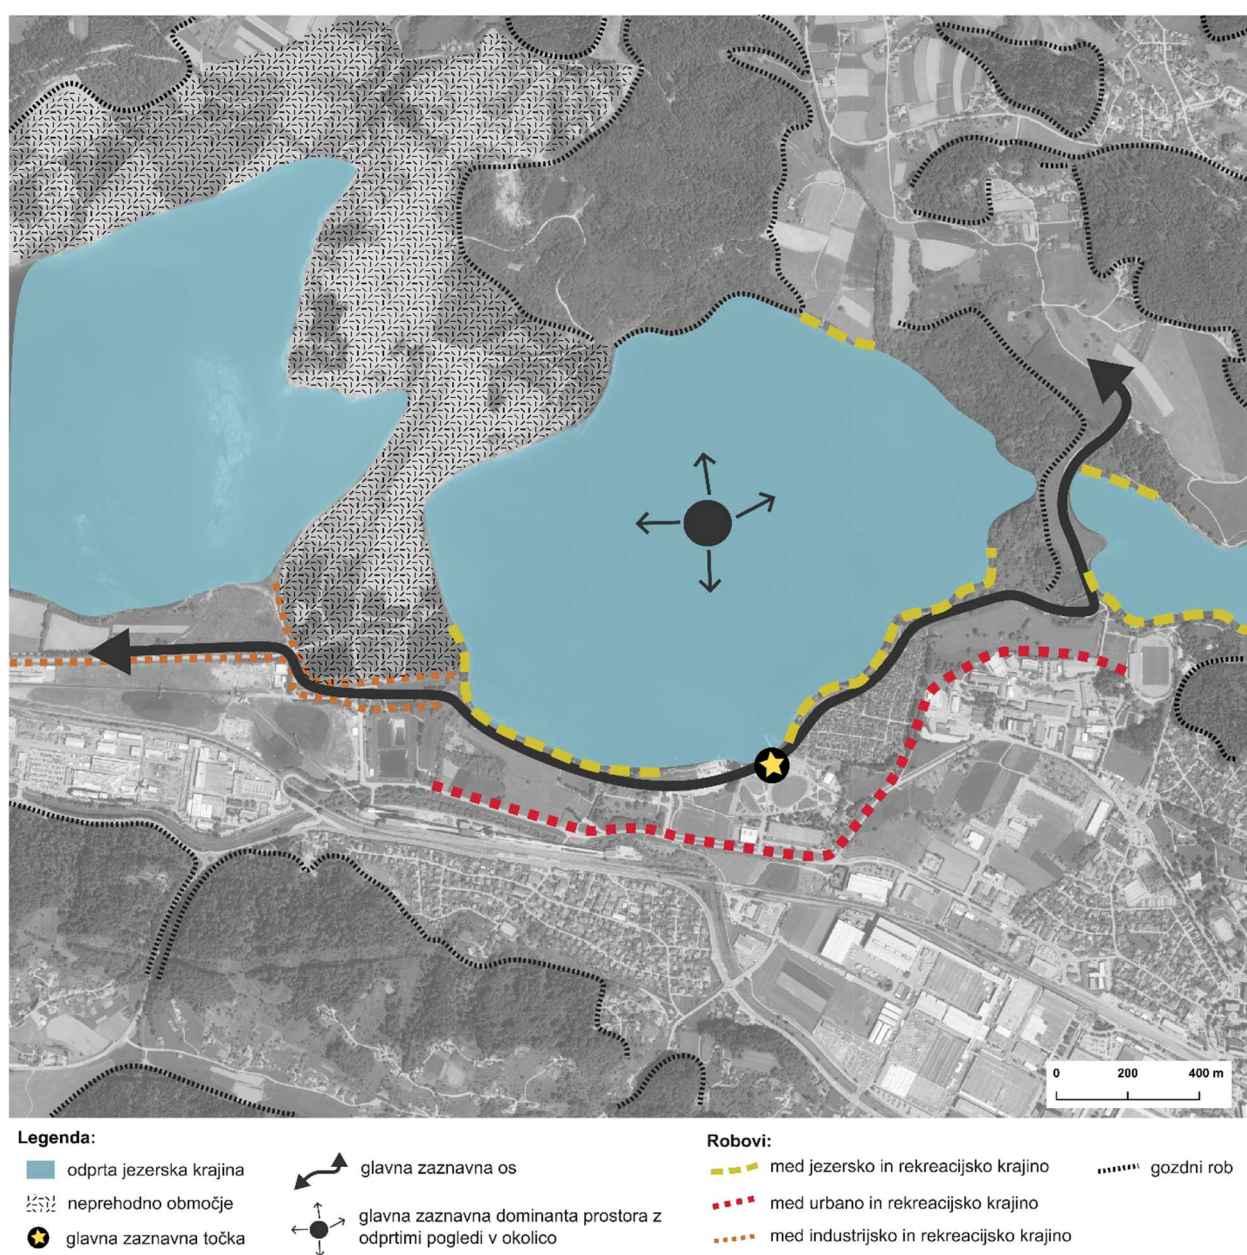 0 200 400 m
Legenda:
odprta jezerska krajina
neprehodno območje
glavna zaznavna točka
glavna zaznavna os
glavna zaznavna dominanta prostora z
odprtimi pogledi v okolico
Robovi:
med jezersko in rekreacijsko krajino
med urbano in rekreacijsko krajino
med industrijsko in rekreacijsko krajino
gozdni rob